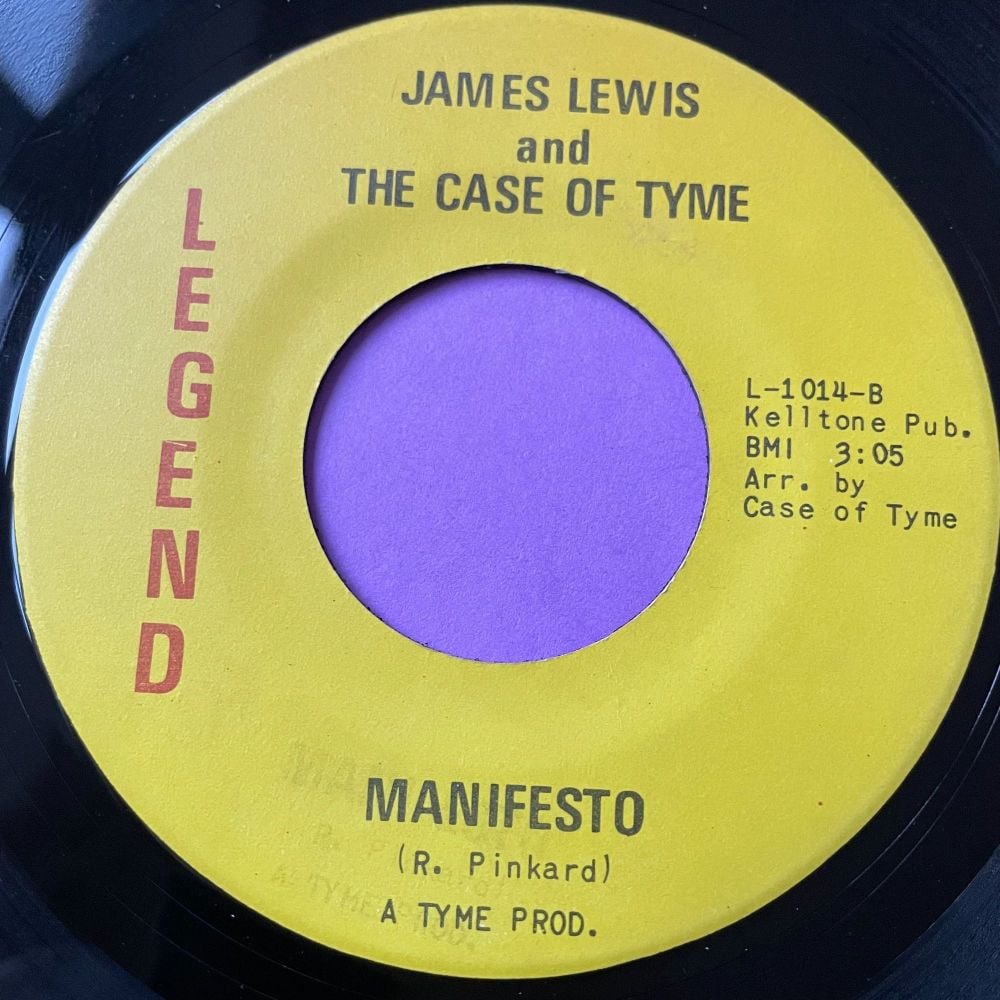 JAMES LEWIS
and
THE CASE OF TYME
LEGEND
L-1014-B
Kelltone Pub.
BMI 3:05
Arr. by
Case of Tyme
MANIFESTO
(R. Pinkard)
A TYME PROD.